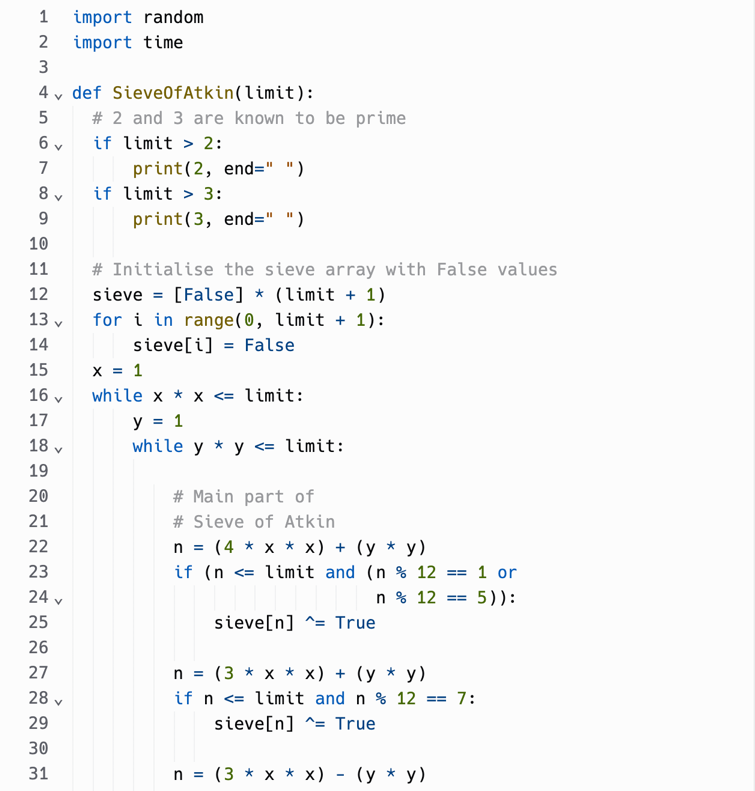 1 import random
2 import time
3
4 def SieveOfAtkin(limit):
5 # 2 and 3 are known to be prime
6 if limit > 2:
7 print(2, end=" ")
8 if limit > 3:
9 print(3, end=" ")
10
11 # Initialise the sieve array with False values
12 sieve = [False] * (limit + 1)
13 for i in range(0, limit + 1):
14 sieve[i] = False
15 x = 1
16 while x * x <= limit:
17 y = 1
18 while y * y <= limit:
19
20 # Main part of
21 # Sieve of Atkin
22 n = (4 * x * x) + (y * y)
23 if (n <= limit and (n % 12 == 1 or
24 n % 12 == 5)):
25 sieve[n] ^= True
26
27 n = (3 * x * x) + (y * y)
28 if n <= limit and n % 12 == 7:
29 sieve[n] ^= True
30
31 n = (3 * x * x) - (y * y)